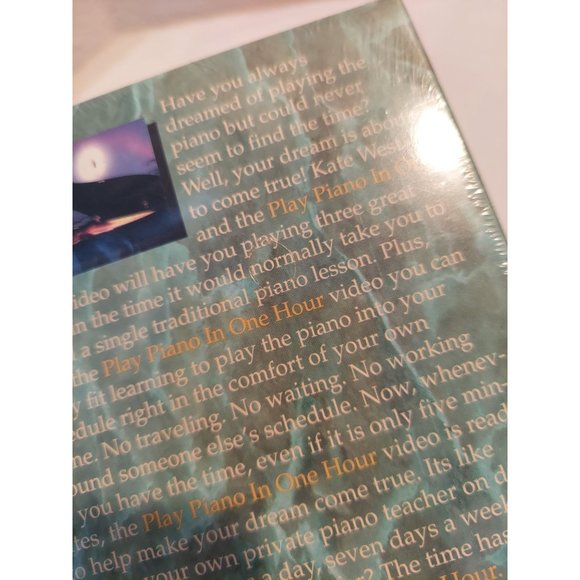 Have you always
dreamed of playing the
piano but could never
seem to find the time?
Well, your dream is about
to come true! Kate West
and the Play Piano In
video will have you playing three great
in the time it would normally take you to
a single traditional piano lesson. Plus,
the Play Piano In One Hour video you can
fit learning to play the piano into your
schedule right in the comfort of your own
No traveling. No waiting. No working
around someone else's schedule. Now, whenev-
you have the time, even if it is only five min-
the Play Piano In One Hour video is ready
to help make your dream come true. Its like
your own private piano teacher on
a day, seven days a week
The time has
Hour.